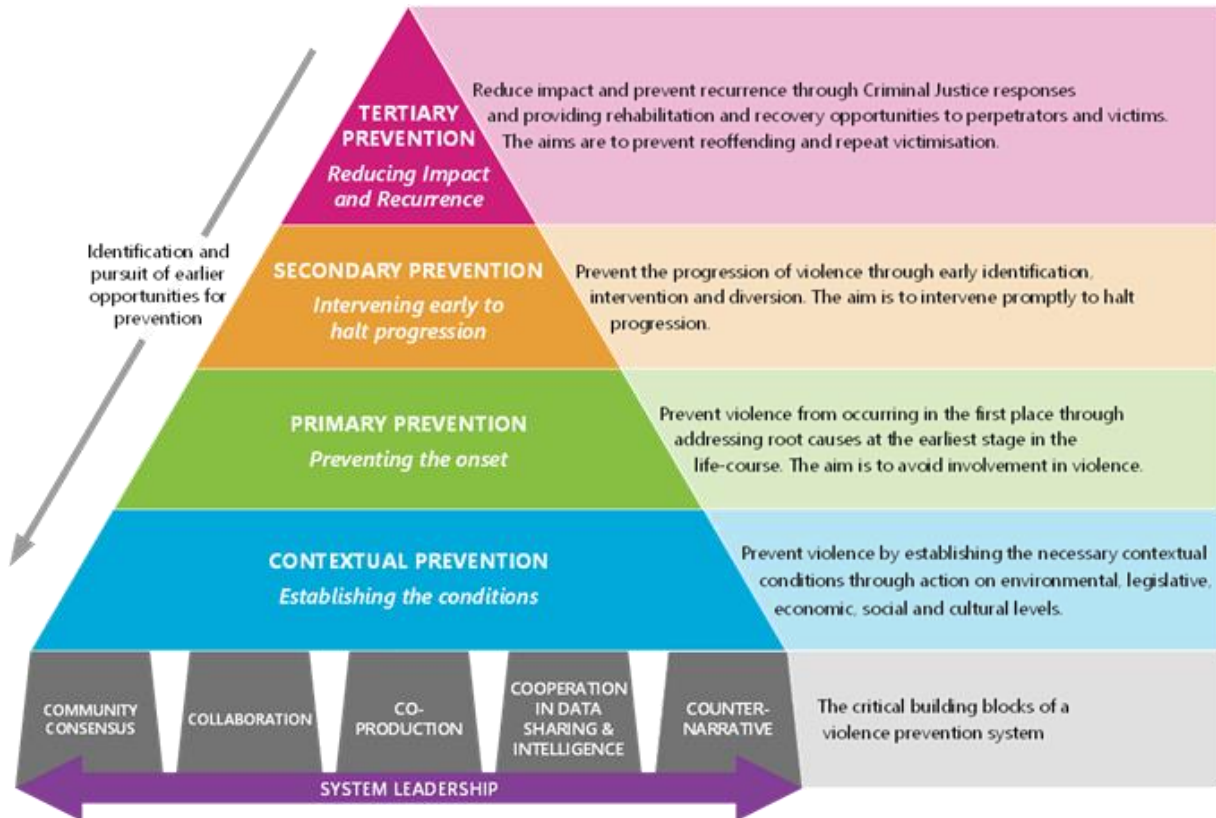 TERTIARY
PREVENTION
Reducing Impact
and Recurrence
Reduce impact and prevent recurrence through Criminal Justice responses
and providing rehabilitation and recovery opportunities to perpetrators and victims.
The aims are to prevent reoffending and repeat victimisation.
Identification and
pursuit of earlier
opportunities for
prevention
SECONDARY PREVENTION
Intervening early to
halt progression
Prevent the progression of violence through early identification,
intervention and diversion. The aim is to intervene promptly to halt
progression.
PRIMARY PREVENTION
Preventing the onset
Prevent violence from occurring in the first place through
addressing root causes at the earliest stage in the
life-course. The aim is to avoid involvement in violence.
CONTEXTUAL PREVENTION
Establishing the conditions
Prevent violence by establishing the necessary contextual
conditions through action on environmental, legislative,
economic, social and cultural levels.
COMMUNITY
CONSENSUS
COLLABORATION
CO-
PRODUCTION
COOPERATION
IN DATA
SHARING &
INTELLIGENCE
COUNTER-
NARRATIVE
The critical building blocks of a
violence prevention system
SYSTEM LEADERSHIP